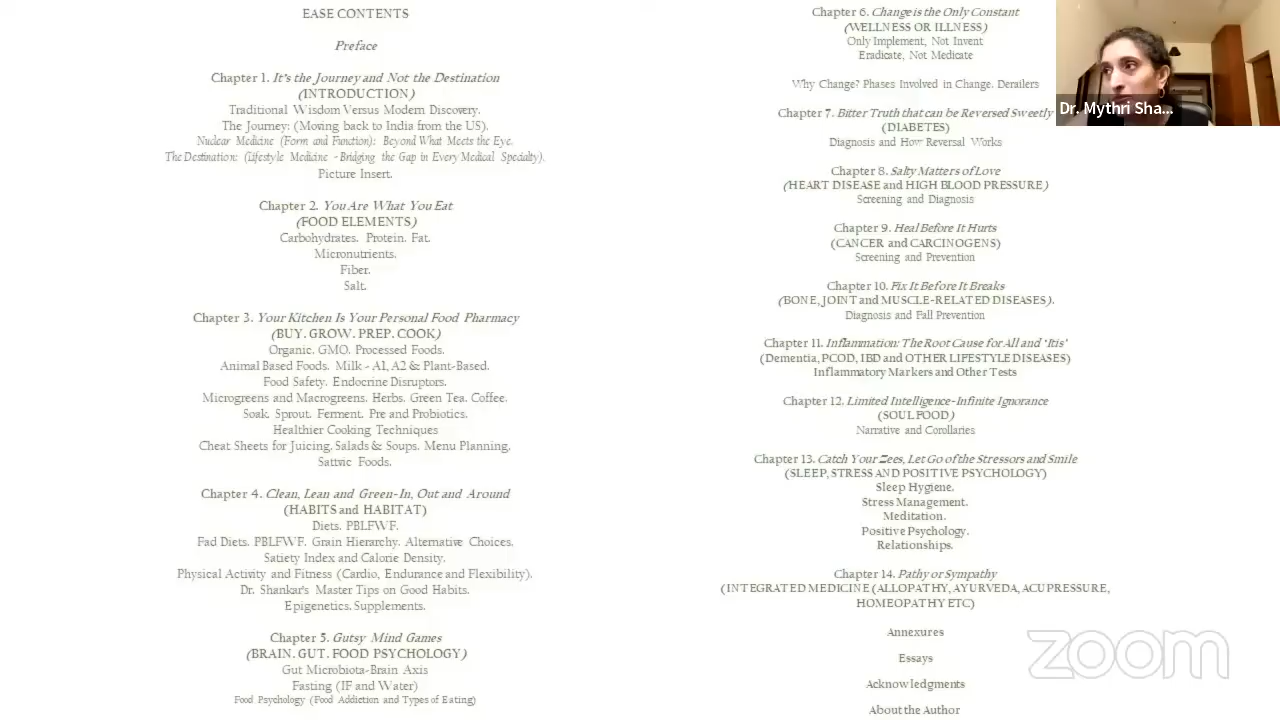 EASE CONTENTS
Preface
Chapter 1. It's the Journey and Not the Destination
(INTRODUCTION)
Traditional Wisdom Versus Modern Discovery.
The Journey: (Moving back to India from the US).
Nuclear Medicine (Form and Function): Beyond What Meets the Eye.
The Destination: (Lifestyle Medicine - Bridging the Gap in Every Medical Specialty).
Picture Insert.
Chapter 2. You Are What You Eat
(FOOD ELEMENTS)
Carbohydrates. Protein. Fat.
Micronutrients.
Fiber.
Salt.
Chapter 3. Your Kitchen Is Your Personal Food Pharmacy
(BUY. GROW. PREP. COOK)
Organic. GMO. Processed Foods.
Animal Based Foods. Milk - A1, A2 & Plant-Based.
Food Safety. Endocrine Disruptors.
Microgreens and Macrogreens. Herbs. Green Tea. Coffee.
Soak. Sprout. Ferment. Pre and Probiotics.
Healthier Cooking Techniques
Cheat Sheets for Juicing, Salads & Soups. Menu Planning.
Sattvic Foods.
Chapter 4. Clean, Lean and Green-In, Out and Around
(HABITS and HABITAT)
Diets. PBLFWF.
Fad Diets. PBLFWF. Grain Hierarchy. Alternative Choices.
Satiety Index and Calorie Density.
Physical Activity and Fitness (Cardio, Endurance and Flexibility).
Dr. Shankar's Master Tips on Good Habits.
Epigenetics. Supplements.
Chapter 5. Gutsy Mind Games
(BRAIN. GUT. FOOD PSYCHOLOGY)
Gut Microbiota-Brain Axis
Fasting (IF and Water)
Food Psychology (Food Addiction and Types of Eating)
Chapter 6. Change is the Only Constant
(WELLNESS OR ILLNESS)
Only Implement, Not Invent
Eradicate, Not Medicate
Why Change? Phases Involved in Change. Derailers
Chapter 7. Bitter Truth that can be Reversed Sweetly
(DIABETES)
Diagnosis and How Reversal Works
Chapter 8. Salty Matters of Love
(HEART DISEASE and HIGH BLOOD PRESSURE)
Screening and Diagnosis
Chapter 9. Heal Before It Hurts
(CANCER and CARCINOGENS)
Screening and Prevention
Chapter 10. Fix It Before It Breaks
(BONE, JOINT and MUSCLE-RELATED DISEASES).
Diagnosis and Fall Prevention
Chapter 11. Inflammation: The Root Cause for All and 'Itis'
(Dementia, PCOD, IBD and OTHER LIFESTYLE DISEASES)
Inflammatory Markers and Other Tests
Chapter 12. Limited Intelligence-Infinite Ignorance
(SOUL FOOD)
Narrative and Corollaries
Chapter 13. Catch Your Zees, Let Go of the Stressors and Smile
(SLEEP, STRESS AND POSITIVE PSYCHOLOGY)
Sleep Hygiene.
Stress Management.
Meditation.
Positive Psychology.
Relationships.
Chapter 14. Pathy or Sympathy
(INTEGRATED MEDICINE (ALLOPATHY, AYURVEDA, ACUPRESSURE,
HOMEOPATHY ETC)
Annexures
Essays
Acknowledgments
About the Author
Dr. Mythri Sha...
zoom